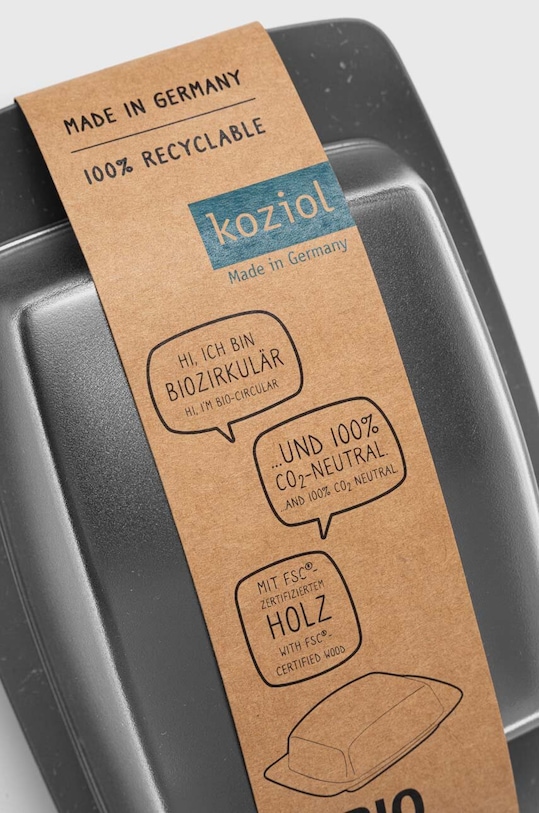 MADE IN GERMANY
100% RECYCLABLE
koziol
Made in Germany
HI, ICH BIN
BIOZIRKULÄR
HI, I'M BIO-CIRCULAR
...UND 100%
CO₂-NEUTRAL.
...AND 100% CO₂ NEUTRAL
MIT FSC®-
ZERTIFIZIERTEM
HOLZ
WITH FSC®-
CERTIFIED WOOD
BIO